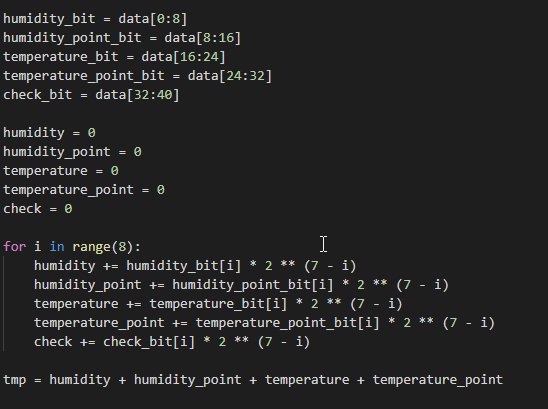 humidity_bit = data[0:8]
humidity_point_bit = data[8:16]
temperature_bit = data[16:24]
temperature_point_bit = data[24:32]
check_bit = data[32:40]

humidity = 0
humidity_point = 0
temperature = 0
temperature_point = 0
check = 0

for i in range(8):
    humidity += humidity_bit[i] * 2 ** (7 - i)
    humidity_point += humidity_point_bit[i] * 2 ** (7 - i)
    temperature += temperature_bit[i] * 2 ** (7 - i)
    temperature_point += temperature_point_bit[i] * 2 ** (7 - i)
    check += check_bit[i] * 2 ** (7 - i)

tmp = humidity + humidity_point + temperature + temperature_point